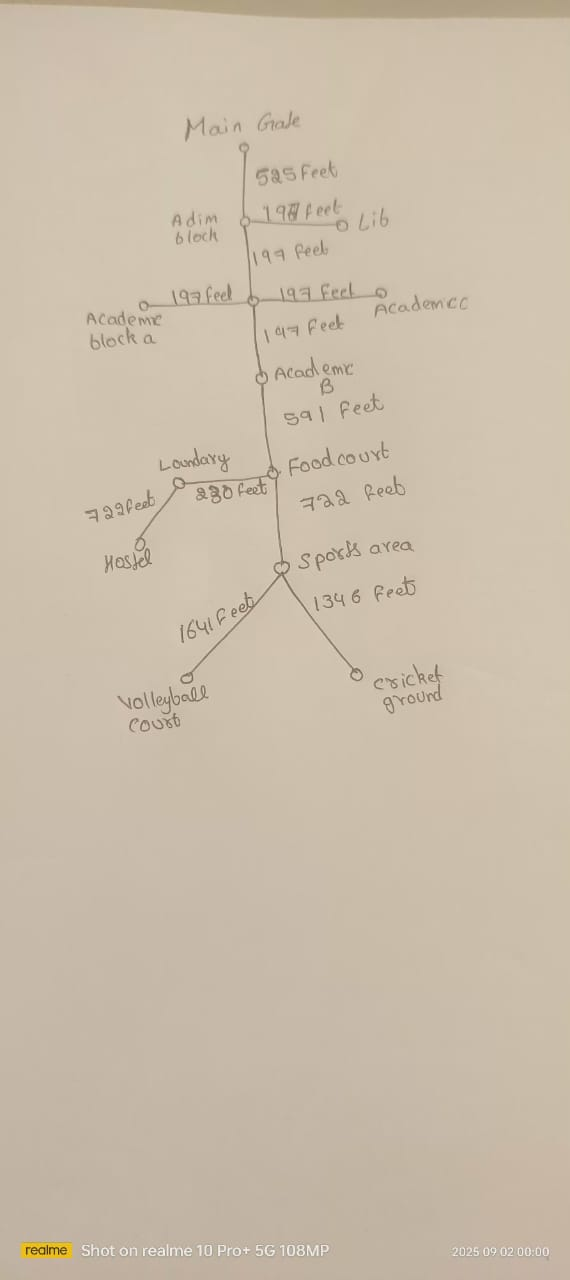 Main Gate
525 Feet
Adim
bloch
197 feet
Lib
197 feet
197 feet
197 Feet
Academic
block a
Academic C
197 Feet
Academic
B
591 Feet
Loundary
Food court
722 feet
230 feet
722 feet
Hostel
Sports area
1641 Feet
1346 Feet
Volleyball
Court
Cricket
ground
realme Shot on realme 10 Pro+ 5G 108MP
2025.09.02 00:00